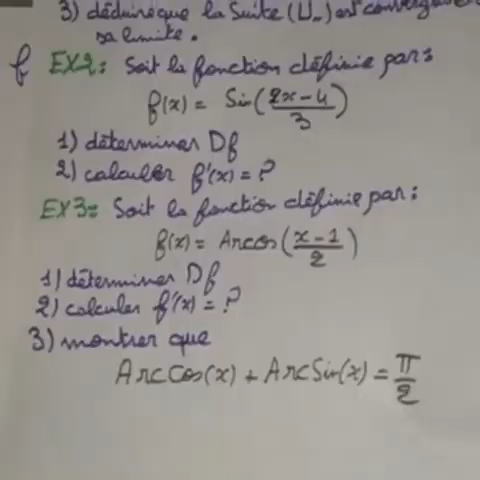 3) déduire que la Suite (Un) est convergente
sa limite.
f EX2: Soit la fonction définie par:
f(x) = Sin(2x-4/3)
1) déterminer Df
2) calculer f'(x) = ?
EX3: Soit la fonction définie par:
f(x) = Arcos(x-1/2)
1) déterminer Df
2) calculer f'(x) = ?
3) montrer que
ArcCos(x) + ArcSin(x) = π/2